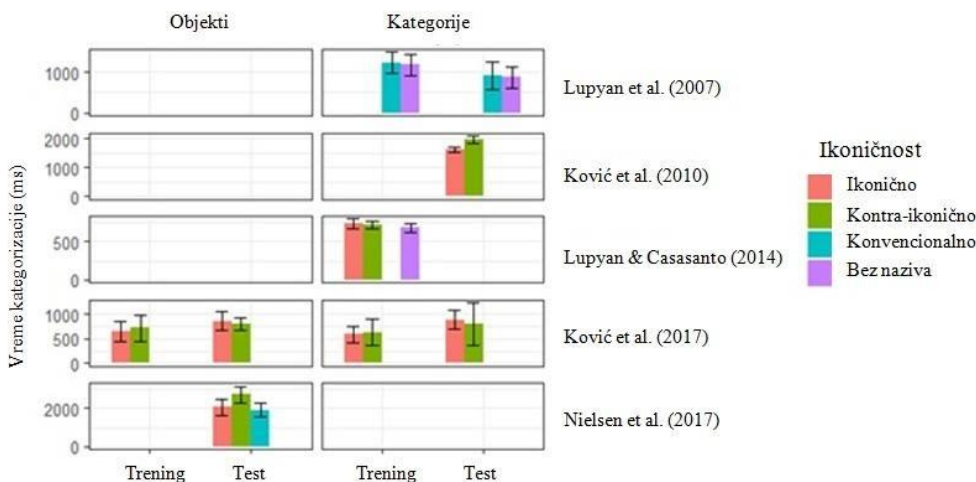 Objekti Kategorije
1000
0
Lupyan et al. (2007)
2000
1000
0
Ković et al. (2010)
500
0
Lupyan & Casasanto (2014)
1000
500
0
Ković et al. (2017)
2000
0
Nielsen et al. (2017)
Trening Test Trening Test
Vreme kategorizacije (ms)
Ikoničnost
Ikonično
Kontra-ikonično
Konvencionalno
Bez naziva